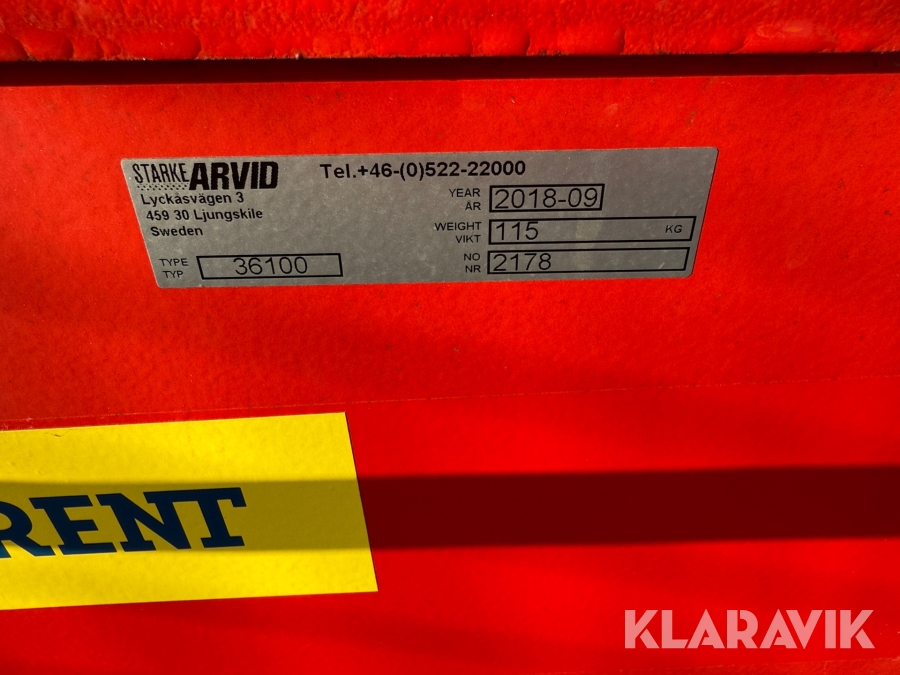 STARKE ARVID
Tel.+46-(0)522-22000
Lyckåsvägen 3
459 30 Ljungskile
Sweden
YEAR
ÅR
2018-09
WEIGHT
VIKT
115 KG
TYPE
TYP
36100
NO
NR
2178
RENT
KLARAVIK